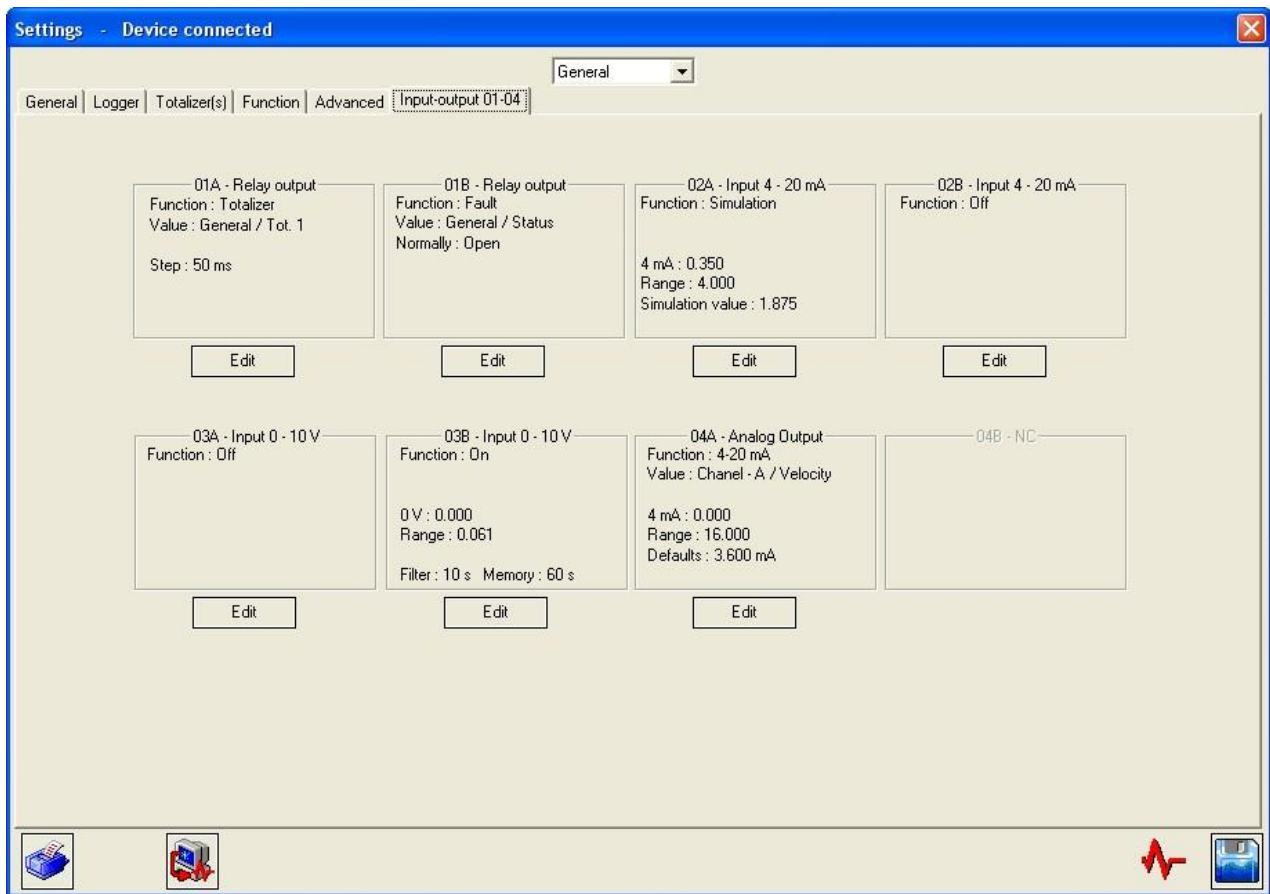 Settings - Device connected
General
General Logger Totalizer(s) Function Advanced Input-output 01-04
01A - Relay output
Function : Totalizer
Value : General / Tot. 1
Step : 50 ms
Edit
01B - Relay output
Function : Fault
Value : General / Status
Normally : Open
Edit
02A - Input 4 - 20 mA
Function : Simulation
4 mA : 0.350
Range : 4.000
Simulation value : 1.875
Edit
02B - Input 4 - 20 mA
Function : Off
Edit
03A - Input 0 - 10 V
Function : Off
Edit
03B - Input 0 - 10 V
Function : On
0 V : 0.000
Range : 0.061
Filter : 10 s Memory : 60 s
Edit
04A - Analog Output
Function : 4-20 mA
Value : Chanel - A / Velocity
4 mA : 0.000
Range : 16.000
Defaults : 3.600 mA
Edit
04B - NC